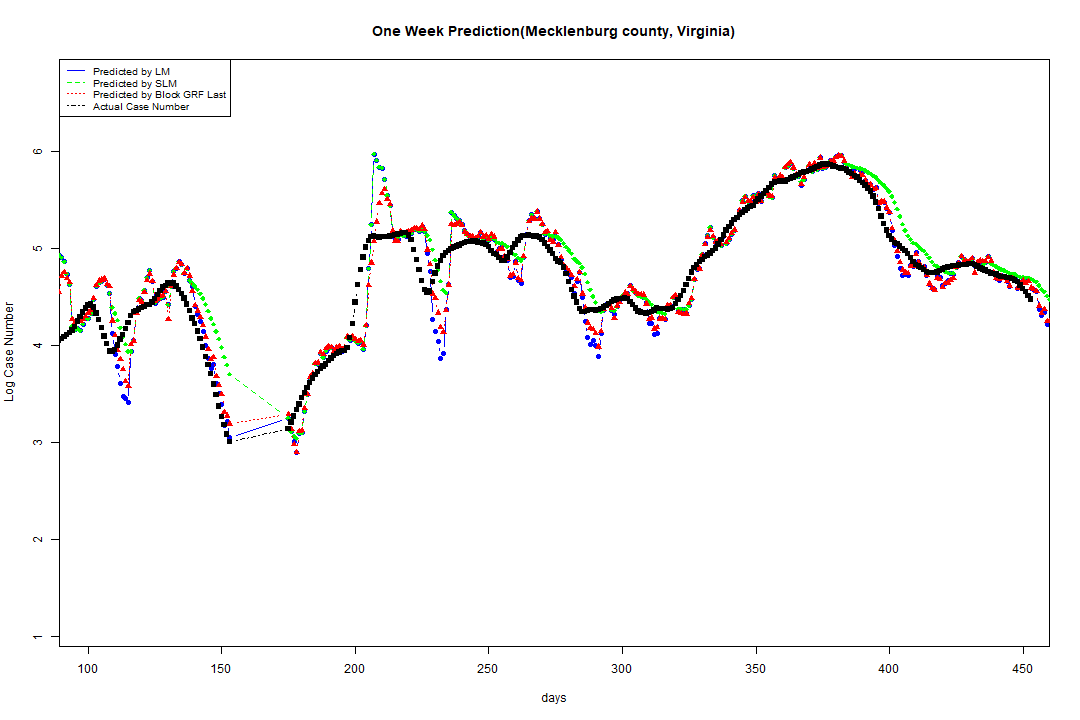 One Week Prediction(Mecklenburg county, Virginia)
Predicted by LM
Predicted by SLM
Predicted by Block GRF Last
Actual Case Number
6
5
4
3
2
1
Log Case Number
100 150 200 250 300 350 400 450
days